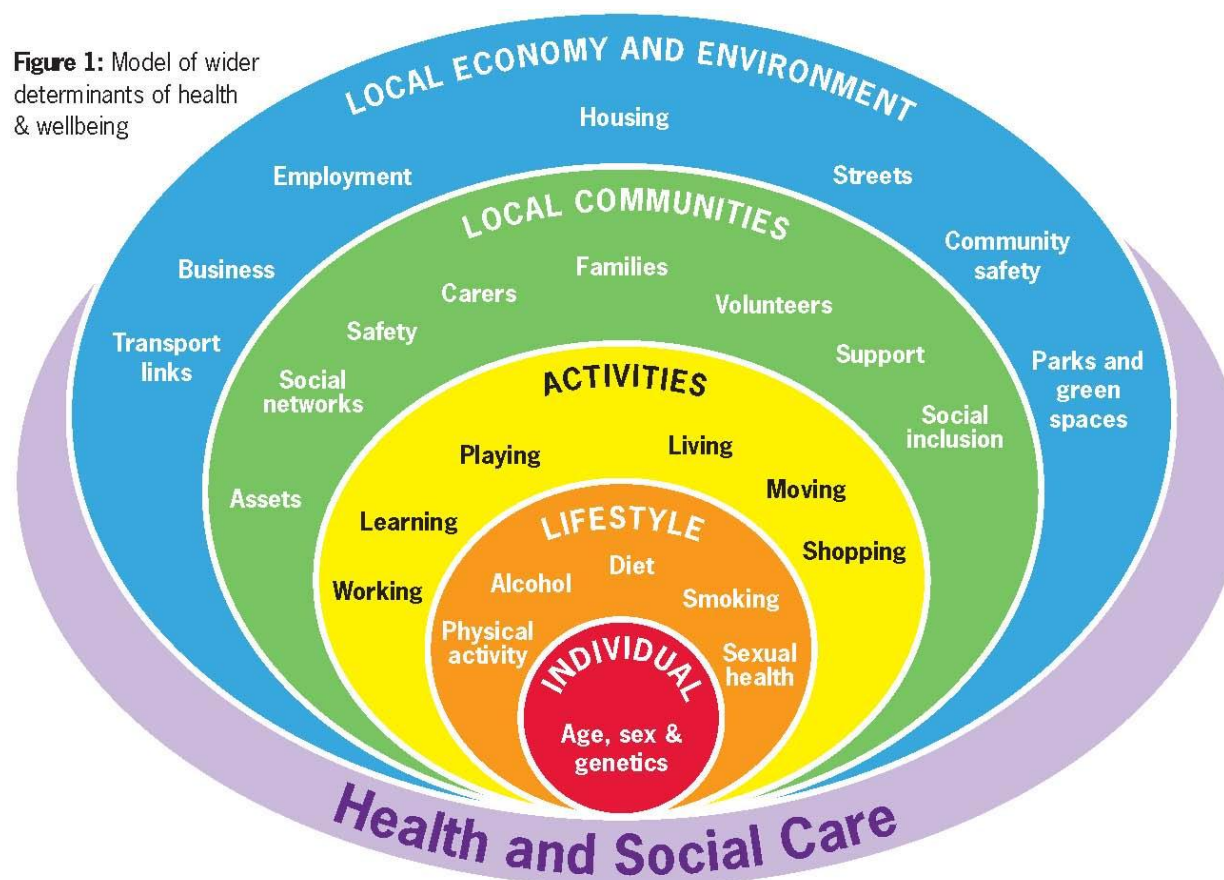 Figure 1: Model of wider
determinants of health
& wellbeing
LOCAL ECONOMY AND ENVIRONMENT
Transport
links
Business
Employment
Housing
Streets
Community
safety
Parks and
green
spaces
LOCAL COMMUNITIES
Assets
Social
networks
Safety
Carers
Families
Volunteers
Support
Social
inclusion
ACTIVITIES
Working
Learning
Playing
Living
Moving
Shopping
LIFESTYLE
Physical
activity
Alcohol
Diet
Smoking
Sexual
health
INDIVIDUAL
Age, sex &
genetics
Health and Social Care